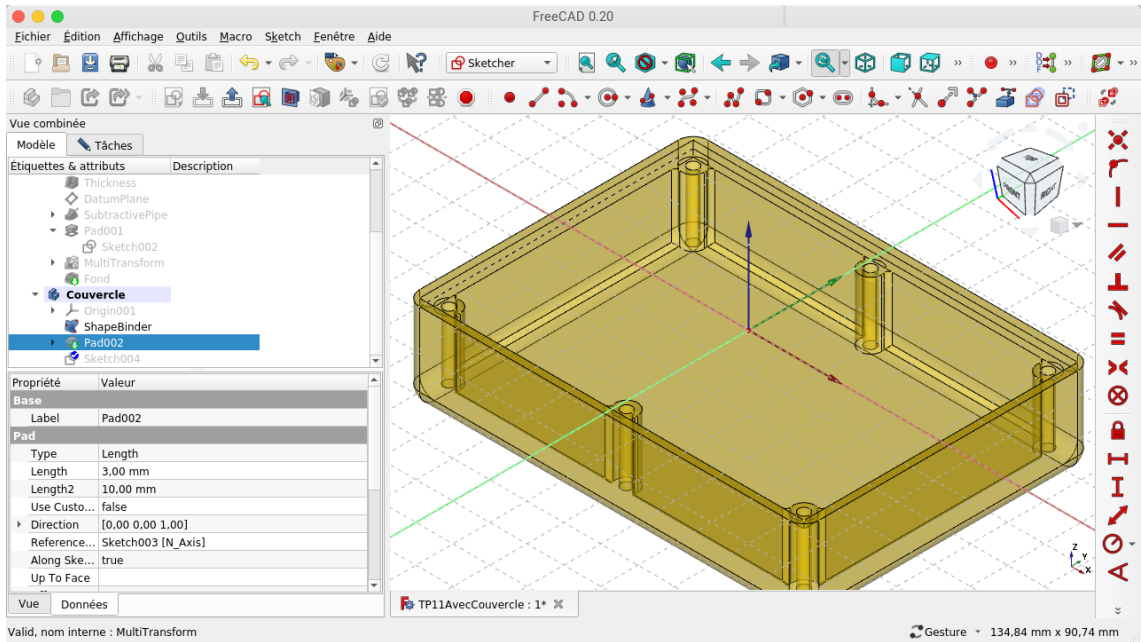 FreeCAD 0.20
Fichier Édition Affichage Outils Macro Sketch Fenêtre Aide
Sketcher
»
»
»
»
Vue combinée
Modèle Tâches
Étiquettes & attributs Description
Thickness
DatumPlane
SubtractivePipe
Pad001
Sketch002
MultiTransform
Fond
Couvercle
Origin001
ShapeBinder
Pad002
Sketch004
Propriété Valeur
Base
Label Pad002
Pad
Type Length
Length 3,00 mm
Length2 10,00 mm
Use Custo... false
Direction [0,00 0,00 1,00]
Reference... Sketch003 [N_Axis]
Along Ske... true
Up To Face
Vue Données
FRONT RIGHT
Z
Y
X
TP11AvecCouvercle : 1*
Valid, nom interne : MultiTransform
Gesture 134,84 mm x 90,74 mm